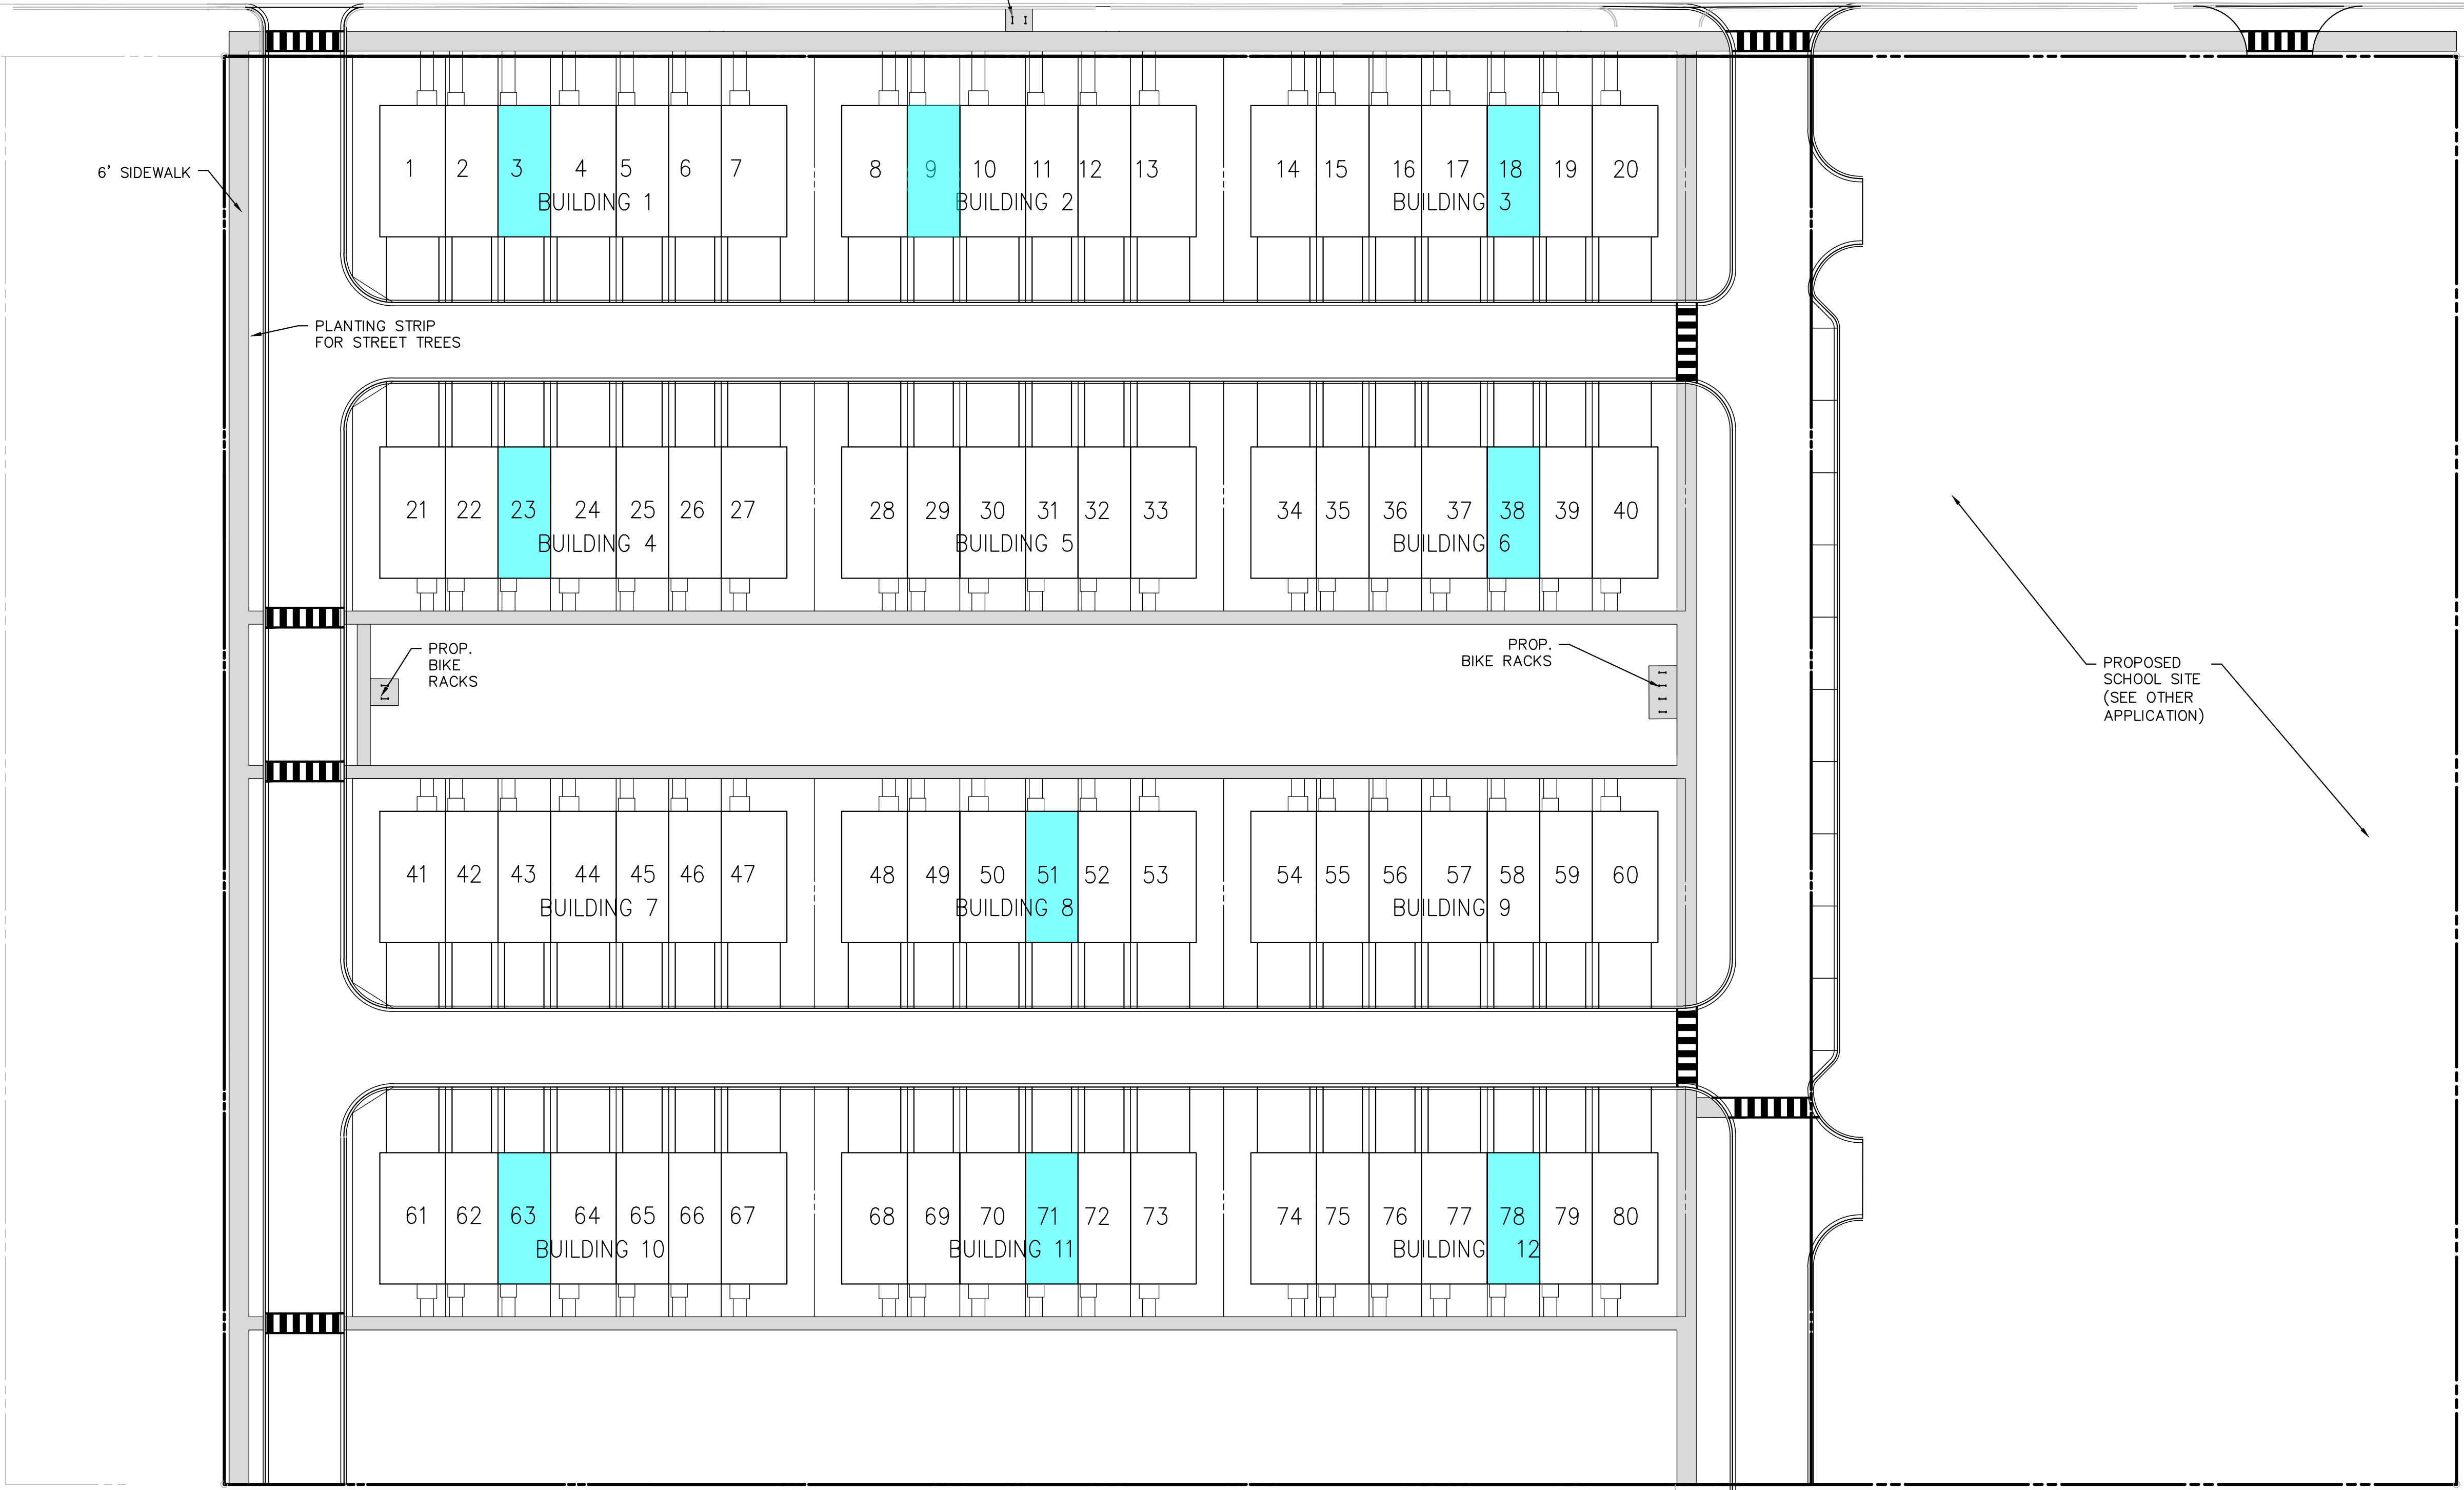 1 2 3 4 5 6 7 8 9 10 11 12 13 14 15 16 17 18 19 20
BUILDING 1 BUILDING 2 BUILDING 3
6' SIDEWALK
PLANTING STRIP
FOR STREET TREES
21 22 23 24 25 26 27 28 29 30 31 32 33 34 35 36 37 38 39 40
BUILDING 4 BUILDING 5 BUILDING 6
PROP.
BIKE
RACKS
PROP.
BIKE RACKS
PROPOSED
SCHOOL SITE
(SEE OTHER
APPLICATION)
41 42 43 44 45 46 47 48 49 50 51 52 53 54 55 56 57 58 59 60
BUILDING 7 BUILDING 8 BUILDING 9
61 62 63 64 65 66 67 68 69 70 71 72 73 74 75 76 77 78 79 80
BUILDING 10 BUILDING 11 BUILDING 12